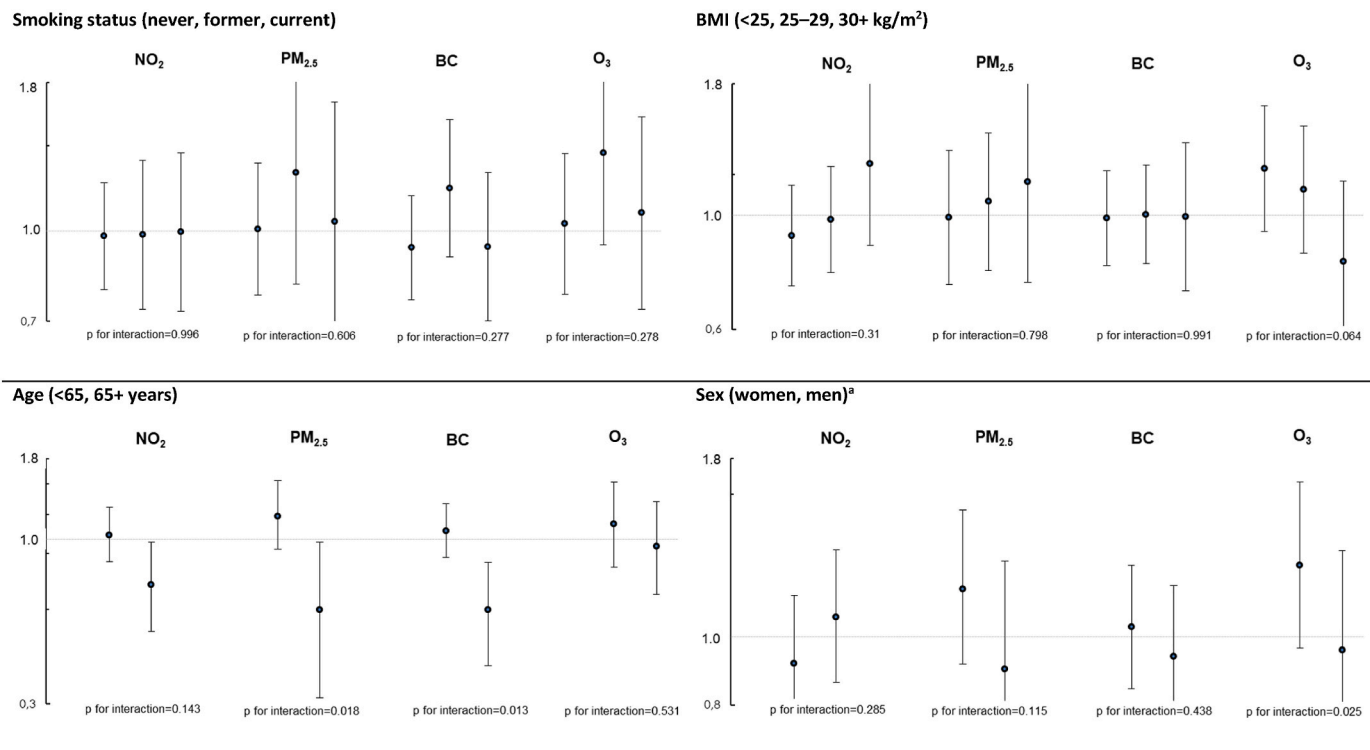 Smoking status (never, former, current)
NO2 PM2.5 BC O3
1.8
1.0
0,7
p for interaction=0.996 p for interaction=0.606 p for interaction=0.277 p for interaction=0.278
BMI (<25, 25–29, 30+ kg/m²)
NO2 PM2.5 BC O3
1.8
1.0
0,6
p for interaction=0.31 p for interaction=0.798 p for interaction=0.991 p for interaction=0.064
Age (<65, 65+ years)
NO2 PM2.5 BC O3
1.8
1.0
0,3
p for interaction=0.143 p for interaction=0.018 p for interaction=0.013 p for interaction=0.531
Sex (women, men)ᵃ
NO2 PM2.5 BC O3
1.8
1.0
0,8
p for interaction=0.285 p for interaction=0.115 p for interaction=0.438 p for interaction=0.025